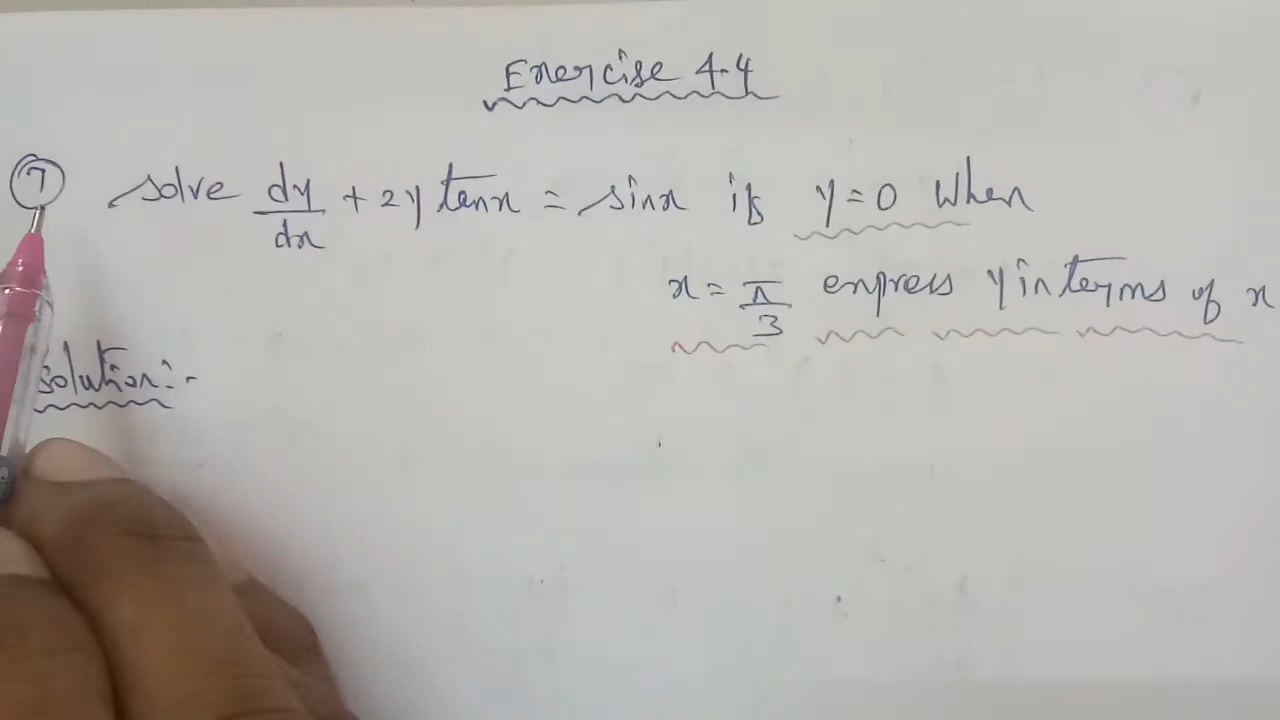 Exercise 4.4
7 solve dy/dx + 2y tanx = sinx if y=0 when
x = π/3 express y in terms of x
solution:-